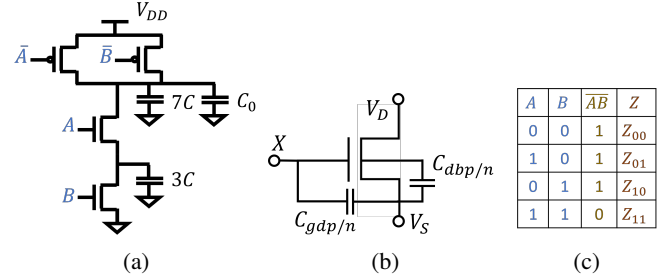 V_DD
Ā B̄
7C C_0
A
3C
B
(a)
V_D
X
C_dbp/n
C_gdp/n
V_S
(b)
A B \overline{AB} Z
0 0 1 Z_00
1 0 1 Z_01
0 1 1 Z_10
1 1 0 Z_11
(c)